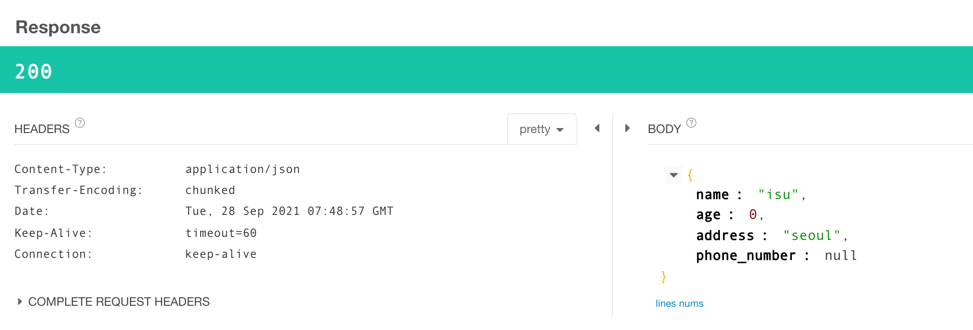 Response
200
HEADERS ?
pretty
Content-Type: application/json
Transfer-Encoding: chunked
Date: Tue, 28 Sep 2021 07:48:57 GMT
Keep-Alive: timeout=60
Connection: keep-alive
COMPLETE REQUEST HEADERS
BODY ?
{
name : "isu",
age : 0,
address : "seoul",
phone_number : null
}
lines nums